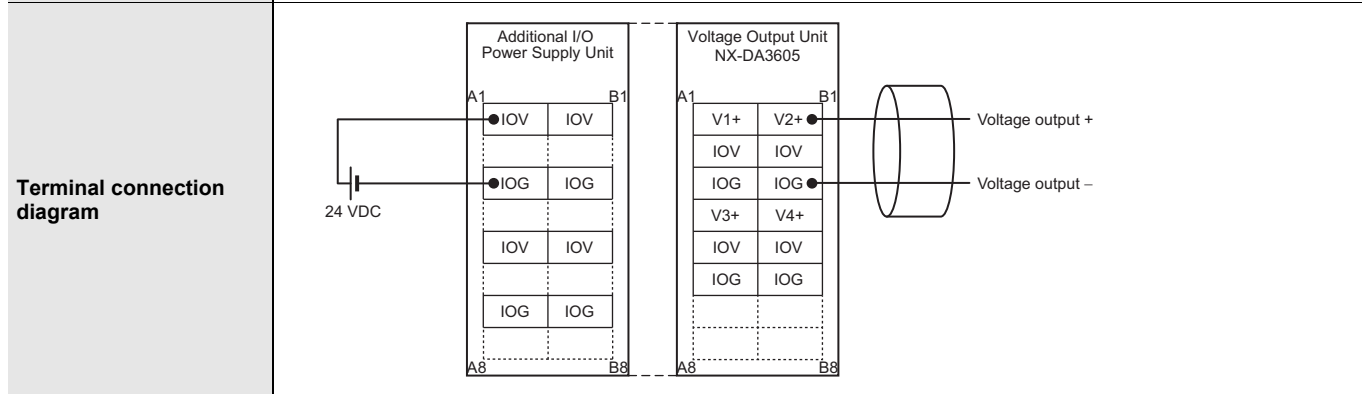 Terminal connection
diagram
24 VDC
Additional I/O
Power Supply Unit
A1 B1
IOV IOV
IOG IOG
IOV IOV
IOG IOG
A8 B8
Voltage Output Unit
NX-DA3605
A1 B1
V1+ V2+
IOV IOV
IOG IOG
V3+ V4+
IOV IOV
IOG IOG
A8 B8
Voltage output +
Voltage output −